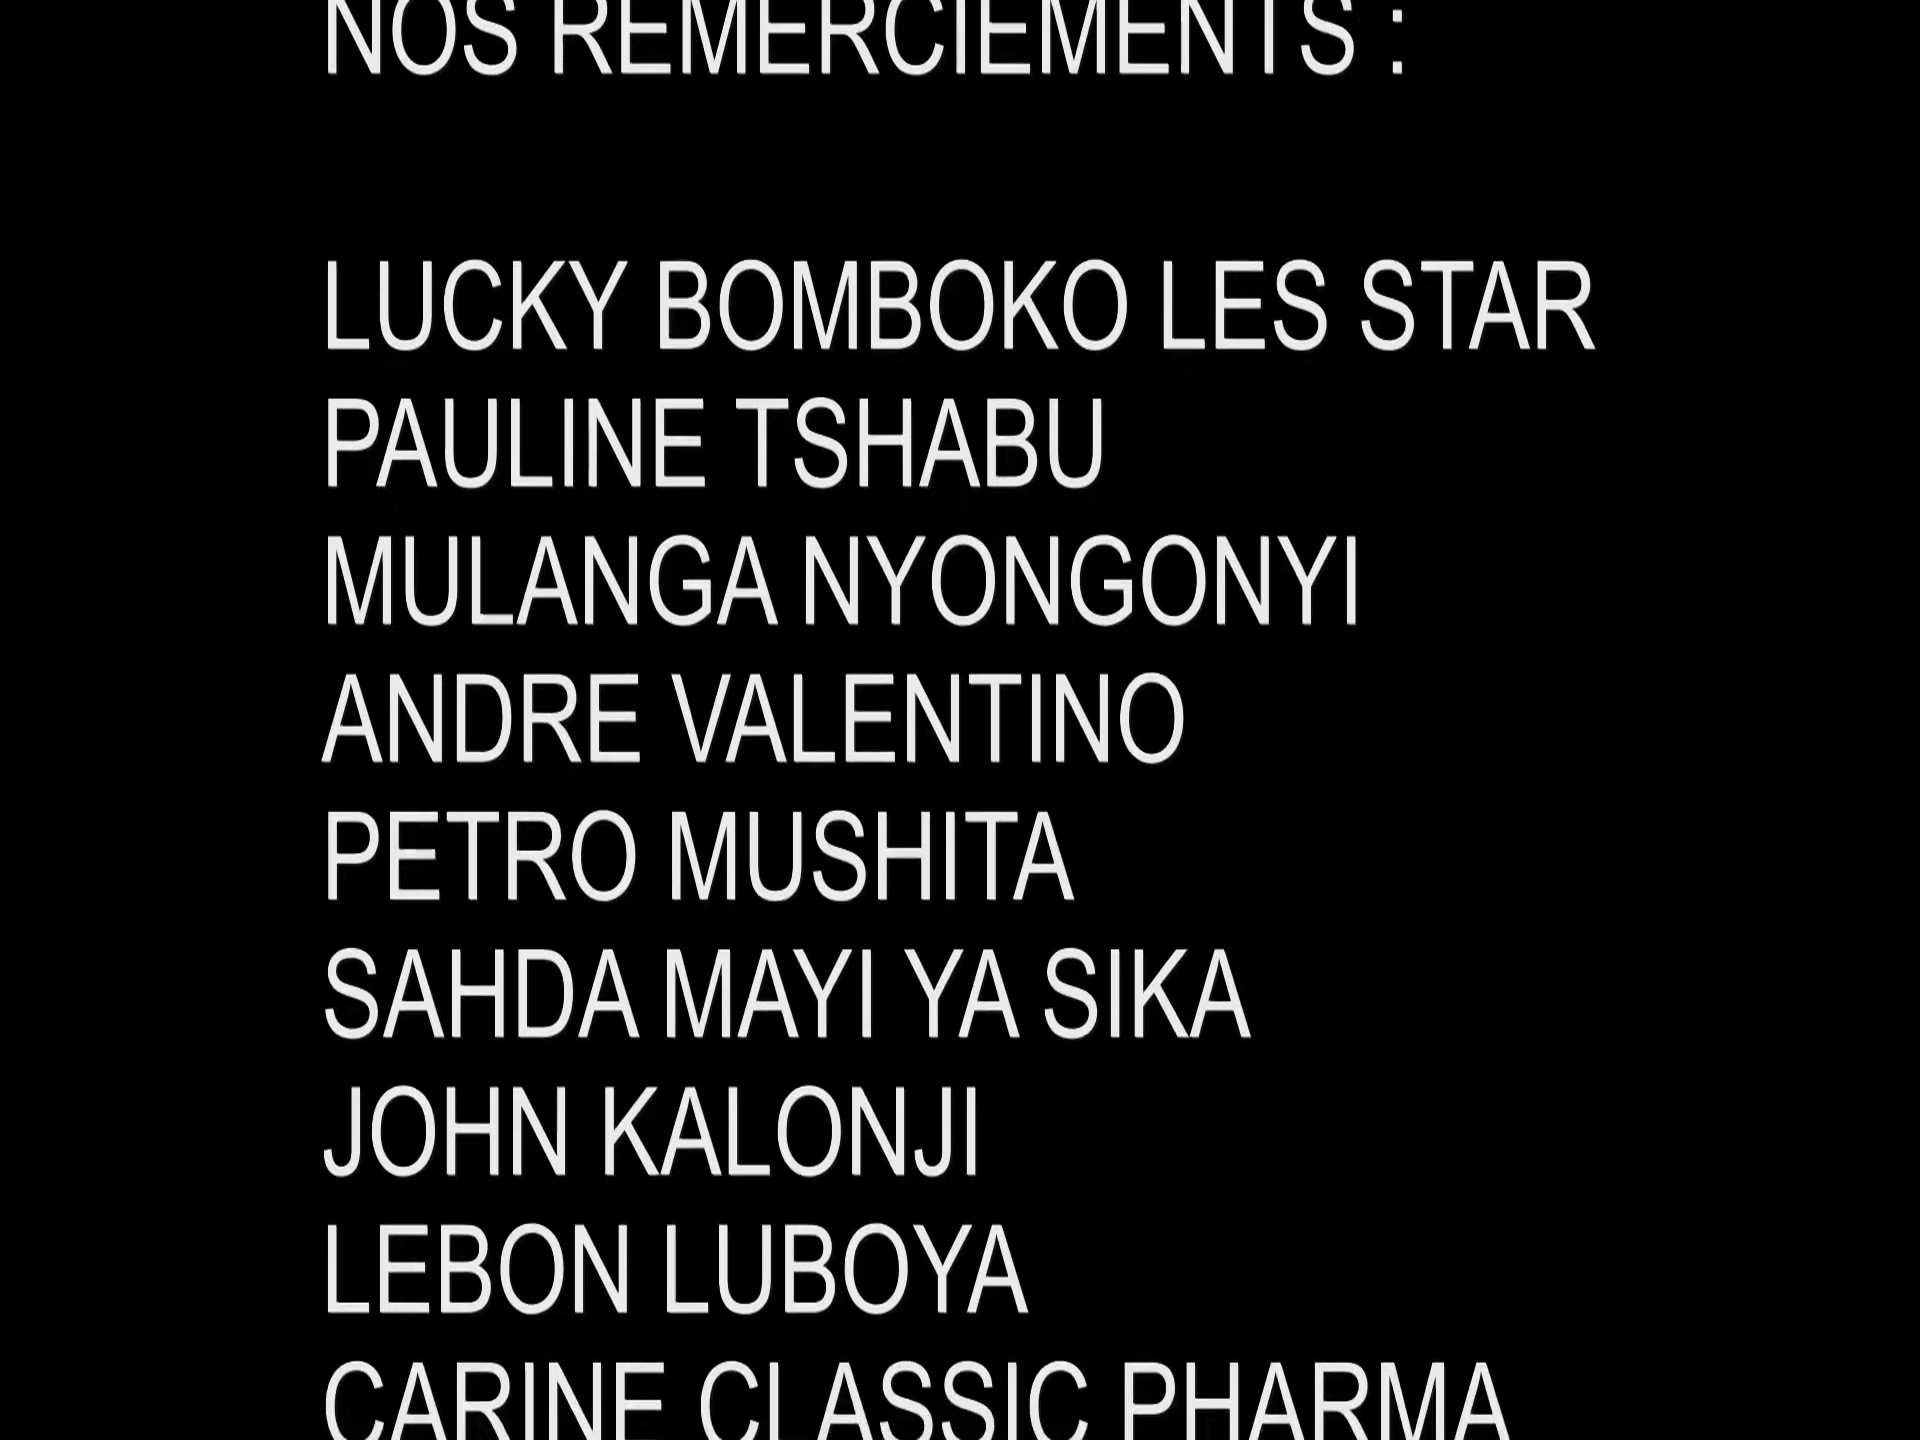 NOS REMERCIEMENTS :
LUCKY BOMBOKO LES STAR
PAULINE TSHABU
MULANGA NYONGONYI
ANDRE VALENTINO
PETRO MUSHITA
SAHDA MAYI YA SIKA
JOHN KALONJI
LEBON LUBOYA
CARINE CLASSIC PHARMA